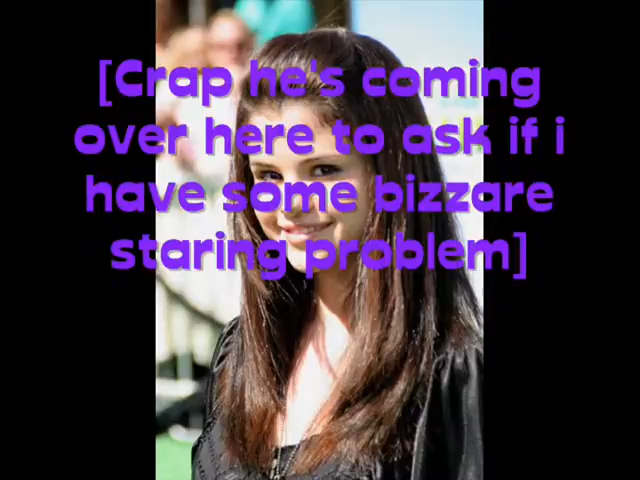 [Crap he's coming
over here to ask if i
have some bizzare
staring problem]